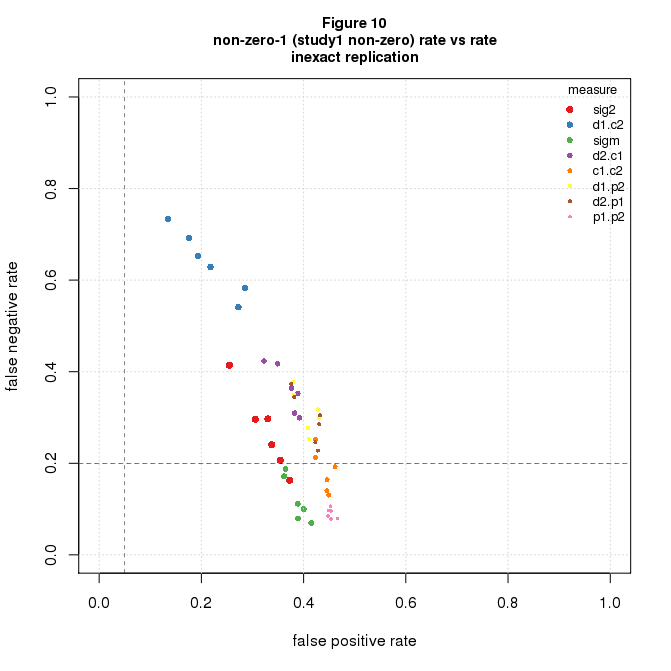 Figure 10
non-zero-1 (study1 non-zero) rate vs rate
inexact replication
measure
sig2
d1.c2
sigm
d2.c1
c1.c2
d1.p2
d2.p1
p1.p2
false negative rate
1.0
0.8
0.6
0.4
0.2
0.0
0.0 0.2 0.4 0.6 0.8 1.0
false positive rate